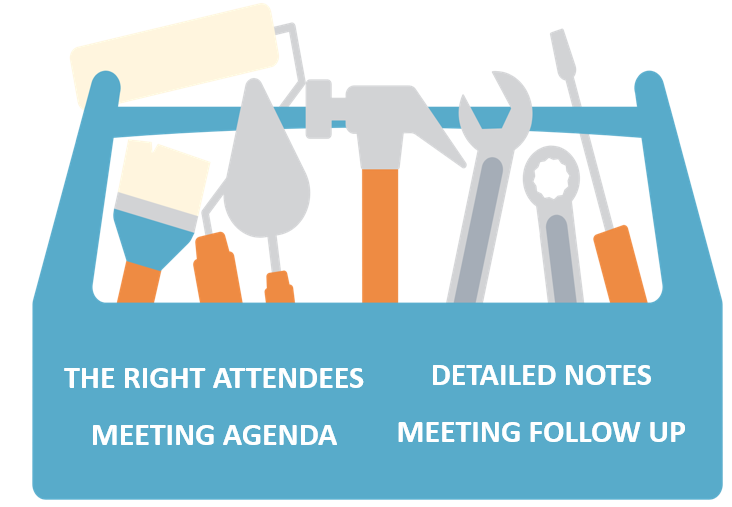 THE RIGHT ATTENDEES
MEETING AGENDA
DETAILED NOTES
MEETING FOLLOW UP